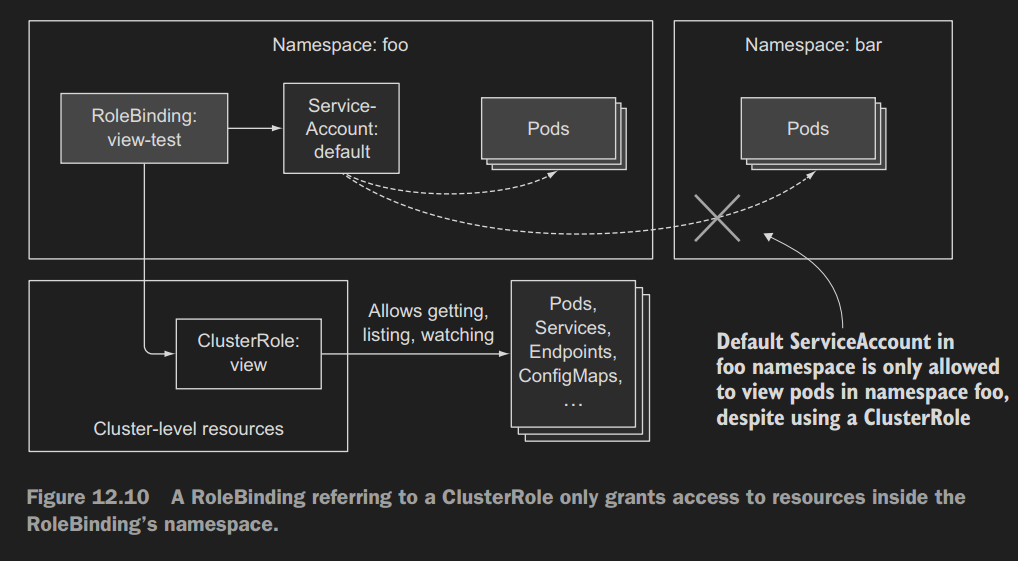 Namespace: foo
Namespace: bar
RoleBinding:
view-test
Service-
Account:
default
Pods
Pods
ClusterRole:
view
Cluster-level resources
Allows getting,
listing, watching
Pods,
Services,
Endpoints,
ConfigMaps,
...
Default ServiceAccount in
foo namespace is only allowed
to view pods in namespace foo,
despite using a ClusterRole
Figure 12.10 A RoleBinding referring to a ClusterRole only grants access to resources inside the
RoleBinding’s namespace.